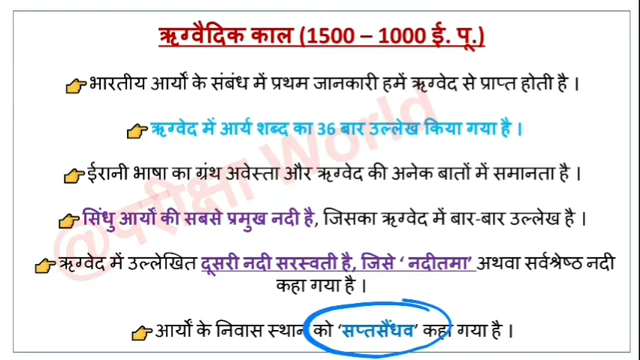 ऋग्वैदिक काल (1500 – 1000 ई. पू.)
👉भारतीय आर्यों के संबंध में प्रथम जानकारी हमें ऋग्वेद से प्राप्त होती है ।
👉ऋग्वेद में आर्य शब्द का 36 बार उल्लेख किया गया है ।
👉ईरानी भाषा का ग्रंथ अवेस्ता और ऋग्वेद की अनेक बातों में समानता है ।
👉सिंधु आर्यों की सबसे प्रमुख नदी है, जिसका ऋग्वेद में बार-बार उल्लेख है ।
👉ऋग्वेद में उल्लेखित दूसरी नदी सरस्वती है, जिसे ‘ नदीतमा’ अथवा सर्वश्रेष्ठ नदी
कहा गया है ।
👉आर्यों के निवास स्थान को ‘सप्तसैंधव’ कहा गया है ।
@परीक्षा World